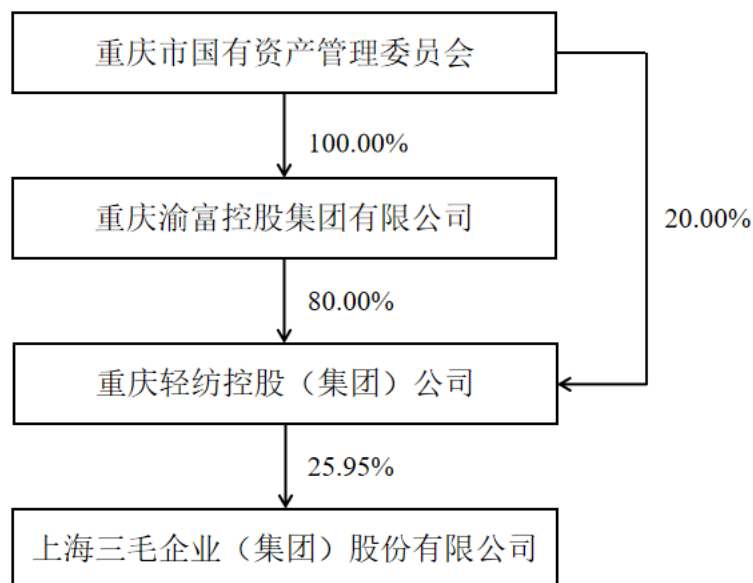 重庆市国有资产管理委员会
100.00%
重庆渝富控股集团有限公司
20.00%
80.00%
重庆轻纺控股（集团）公司
25.95%
上海三毛企业（集团）股份有限公司